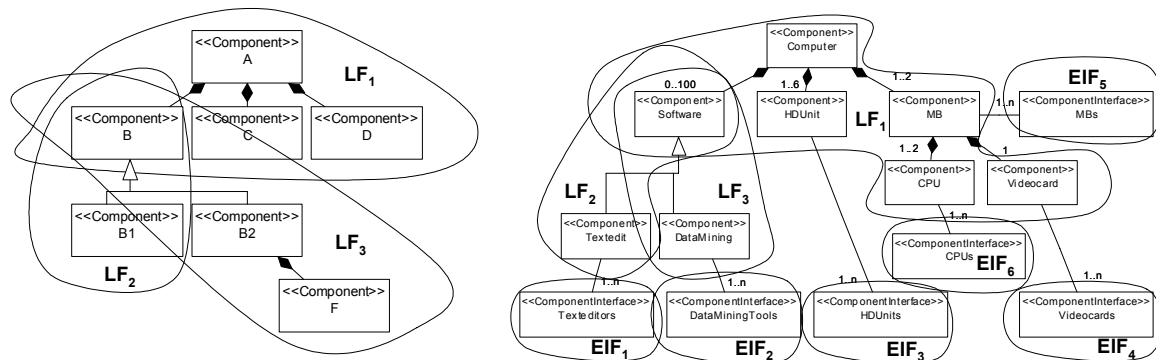 <<Component>>
A
LF1
<<Component>>
B
<<Component>>
C
<<Component>>
D
<<Component>>
B1
<<Component>>
B2
LF3
LF2
<<Component>>
F
<<Component>>
Computer
0..100
1..6
1..2
EIF5
<<Component>>
Software
<<Component>>
HDUnit
LF1
<<Component>>
MB
1..n
<<ComponentInterface>>
MBs
1..2
1
<<Component>>
CPU
<<Component>>
Videocard
LF2
LF3
<<Component>>
Textedit
<<Component>>
DataMining
1..n
<<ComponentInterface>>
CPUs
EIF6
1..n
1..n
1..n
1..n
<<ComponentInterface>>
Texteditors
<<ComponentInterface>>
DataMiningTools
<<ComponentInterface>>
HDUnits
<<ComponentInterface>>
Videocards
EIF1
EIF2
EIF3
EIF4